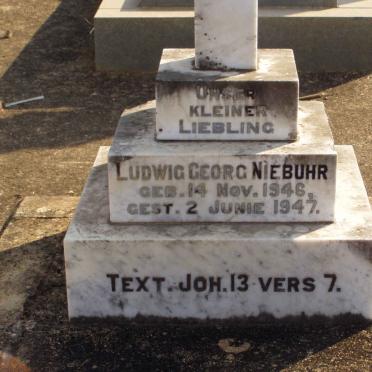 UNSER
KLEINER
LIEBLING
LUDWIG GEORG NIEBUHR
GEB. 14 NOV. 1946,
GEST. 2 JUNIE 1947.
TEXT. JOH. 13 VERS 7.